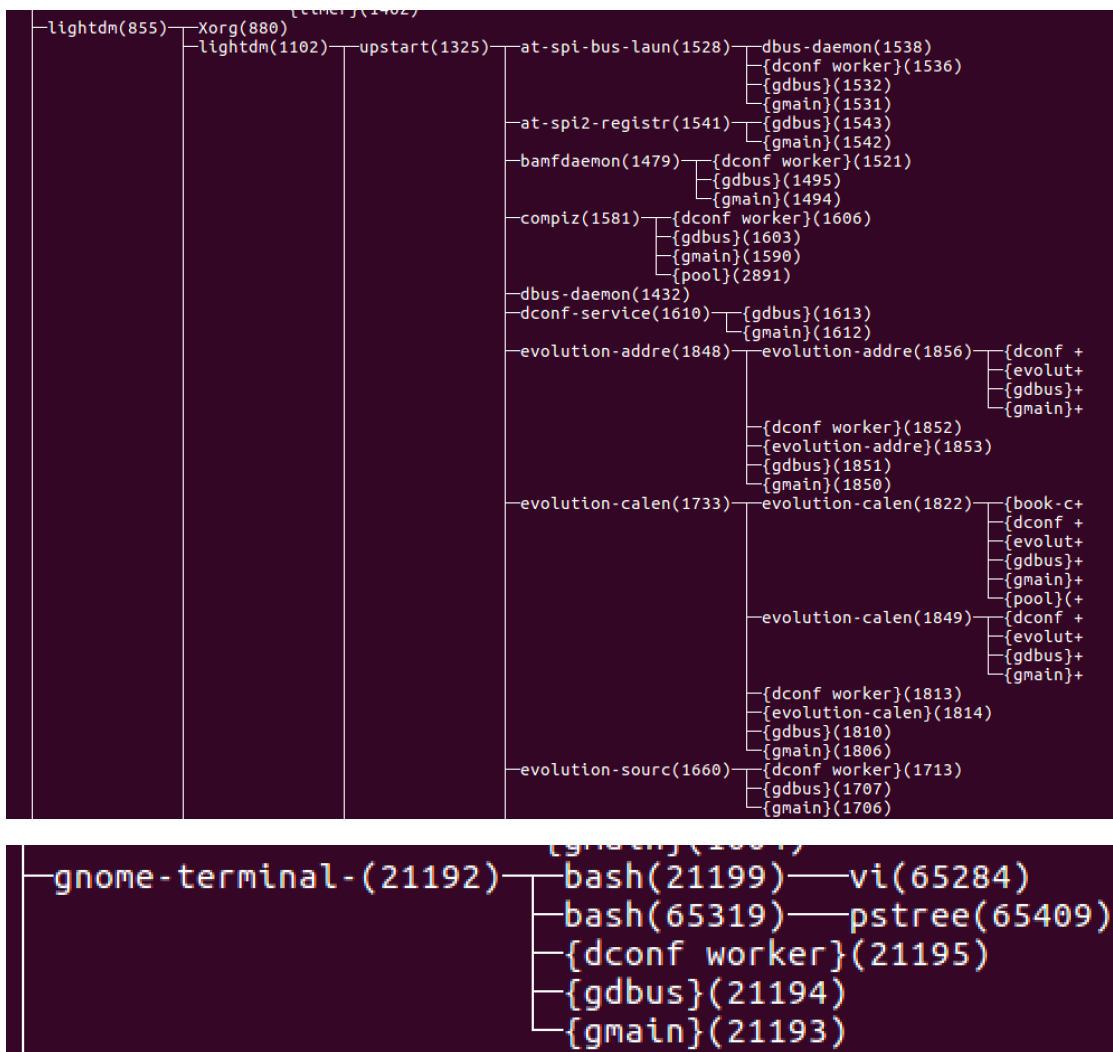 lightdm(855) Xorg(880)
lightdm(1102) upstart(1325) at-spi-bus-laun(1528) dbus-daemon(1538)
{dconf worker}(1536)
{gdbus}(1532)
{gmain}(1531)
at-spi2-registr(1541) {gdbus}(1543)
{gmain}(1542)
bamfdaemon(1479) {dconf worker}(1521)
{gdbus}(1495)
{gmain}(1494)
compiz(1581) {dconf worker}(1606)
{gdbus}(1603)
{gmain}(1590)
{pool}(2891)
dbus-daemon(1432)
dconf-service(1610) {gdbus}(1613)
{gmain}(1612)
evolution-addre(1848) evolution-addre(1856) {dconf +
{evolut+
{gdbus}+
{gmain}+
{dconf worker}(1852)
{evolution-addre}(1853)
{gdbus}(1851)
{gmain}(1850)
evolution-calen(1733) evolution-calen(1822) {book-c+
{dconf +
{evolut+
{gdbus}+
{gmain}+
{pool}(+
evolution-calen(1849) {dconf +
{evolut+
{gdbus}+
{gmain}+
{dconf worker}(1813)
{evolution-calen}(1814)
{gdbus}(1810)
{gmain}(1806)
evolution-sourc(1660) {dconf worker}(1713)
{gdbus}(1707)
{gmain}(1706)
gnome-terminal-(21192) bash(21199) vi(65284)
bash(65319) pstree(65409)
{dconf worker}(21195)
{gdbus}(21194)
{gmain}(21193)